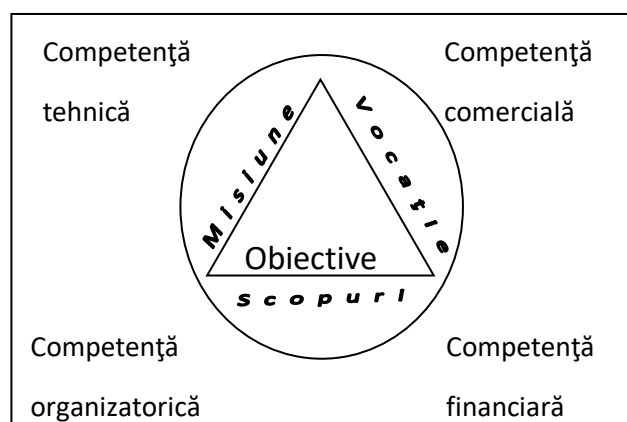 Competenţă
tehnică
Competenţă
comercială
Misiune
Vocaţie
Obiective
Scopuri
Competenţă
organizatorică
Competenţă
financiară